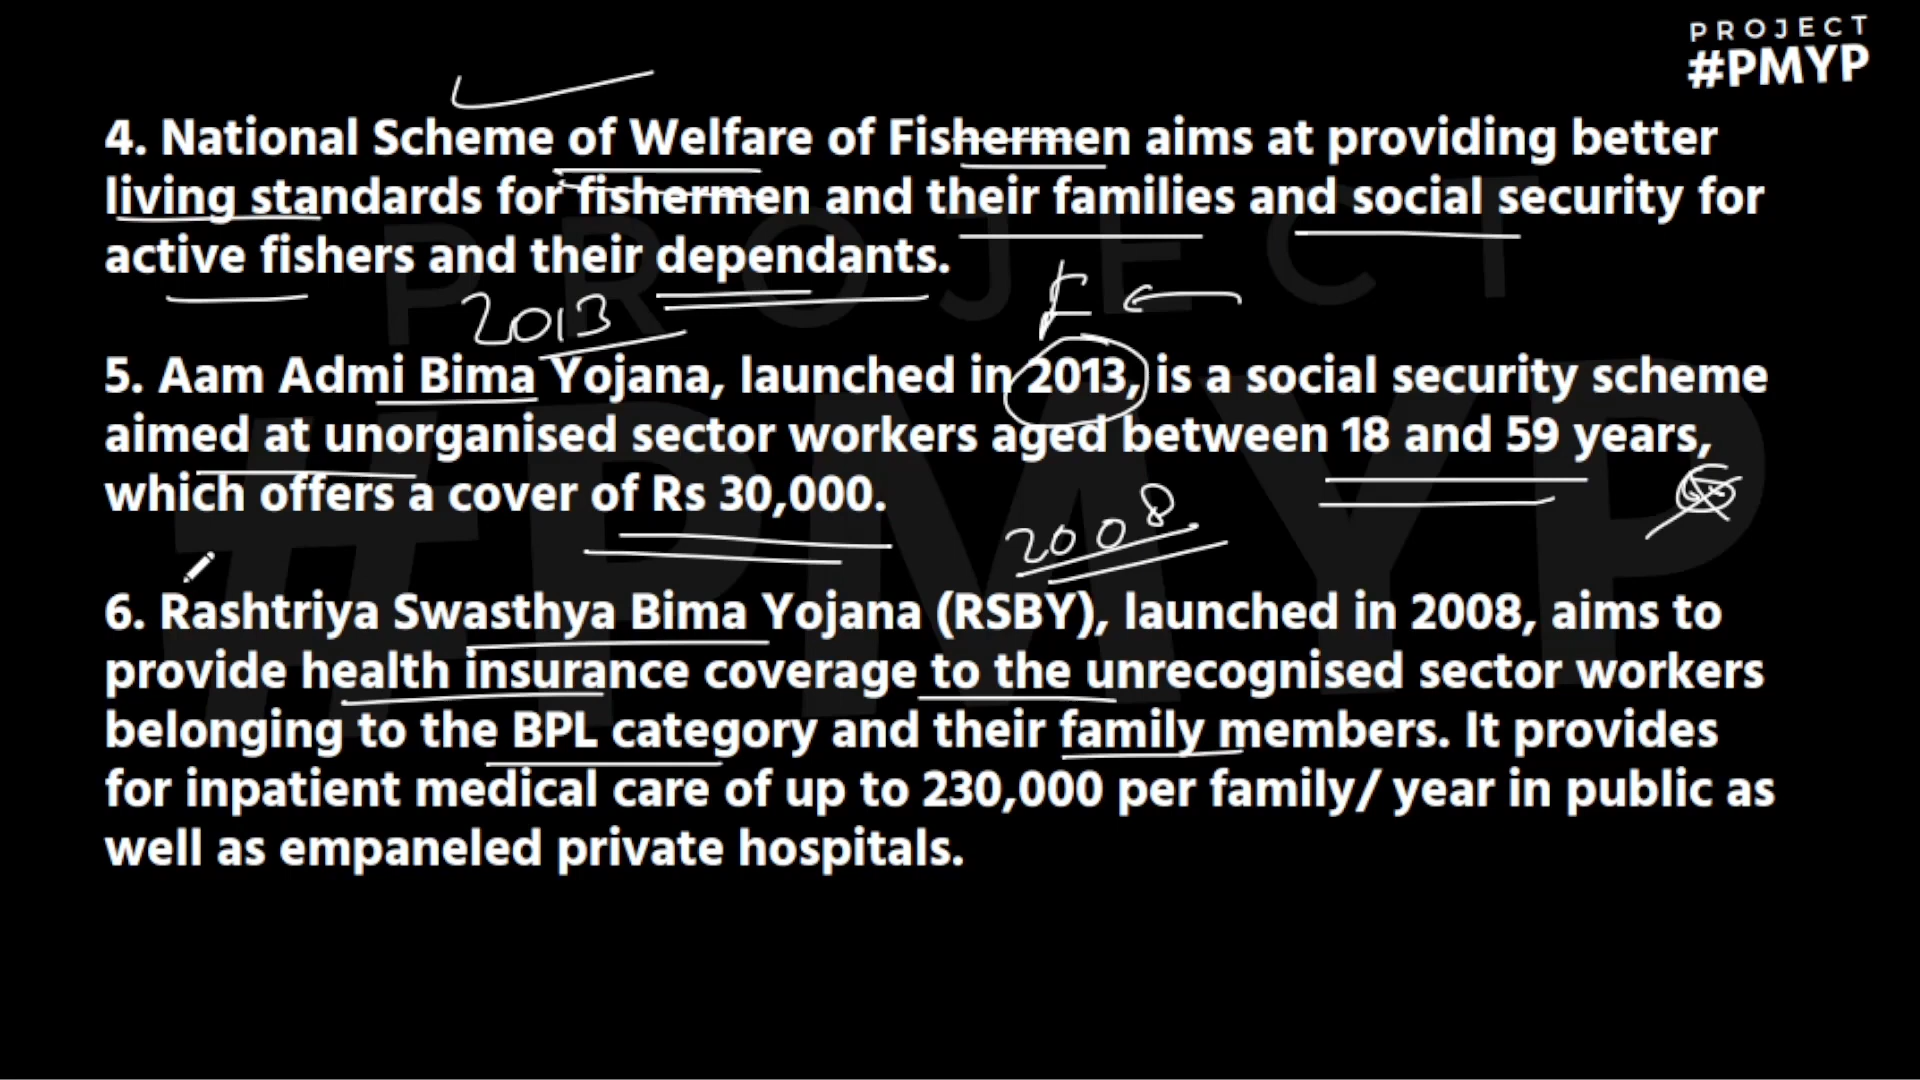 PROJECT
#PMYP
4. National Scheme of Welfare of Fishermen aims at providing better
living standards for fishermen and their families and social security for
active fishers and their dependants.
2013
5. Aam Admi Bima Yojana, launched in 2013, is a social security scheme
aimed at unorganised sector workers aged between 18 and 59 years,
which offers a cover of Rs 30,000.
2008
6. Rashtriya Swasthya Bima Yojana (RSBY), launched in 2008, aims to
provide health insurance coverage to the unrecognised sector workers
belonging to the BPL category and their family members. It provides
for inpatient medical care of up to 230,000 per family/ year in public as
well as empaneled private hospitals.
PROJECT
#PMYP